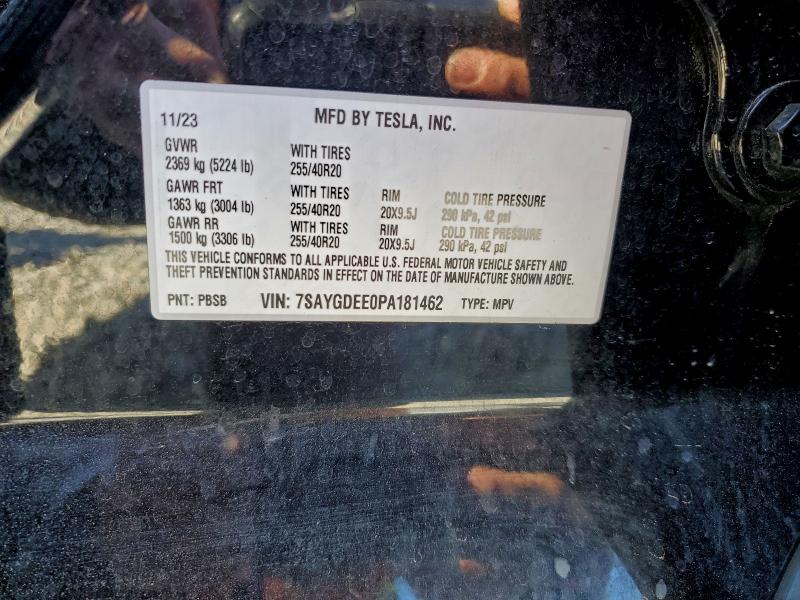 11/23 MFD BY TESLA, INC.
GVWR
2369 kg (5224 lb) WITH TIRES 255/40R20
GAWR FRT
1363 kg (3004 lb) WITH TIRES 255/40R20 RIM 20X9.5J COLD TIRE PRESSURE 290 kPa, 42 psi
GAWR RR
1500 kg (3306 lb) WITH TIRES 255/40R20 RIM 20X9.5J COLD TIRE PRESSURE 290 kPa, 42 psi
THIS VEHICLE CONFORMS TO ALL APPLICABLE U.S. FEDERAL MOTOR VEHICLE SAFETY AND
THEFT PREVENTION STANDARDS IN EFFECT ON THE DATE OF MANUFACTURE SHOWN ABOVE.
PNT: PBSB VIN: 7SAYGDEE0PA181462 TYPE: MPV